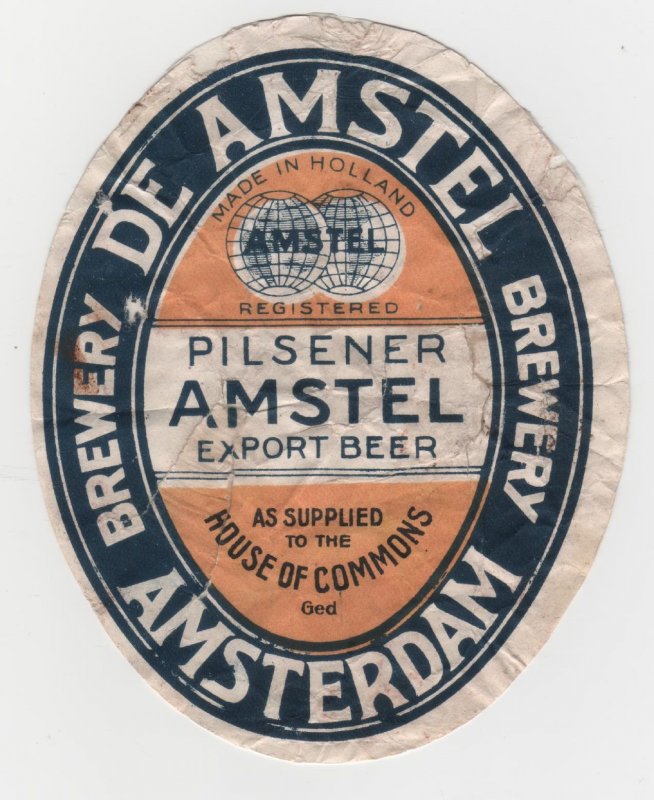 DE AMSTEL
BREWERY
BREWERY
AMSTERDAM
MADE IN HOLLAND
AMSTEL
REGISTERED
PILSENER
AMSTEL
EXPORT BEER
AS SUPPLIED
TO THE
HOUSE OF COMMONS
Ged